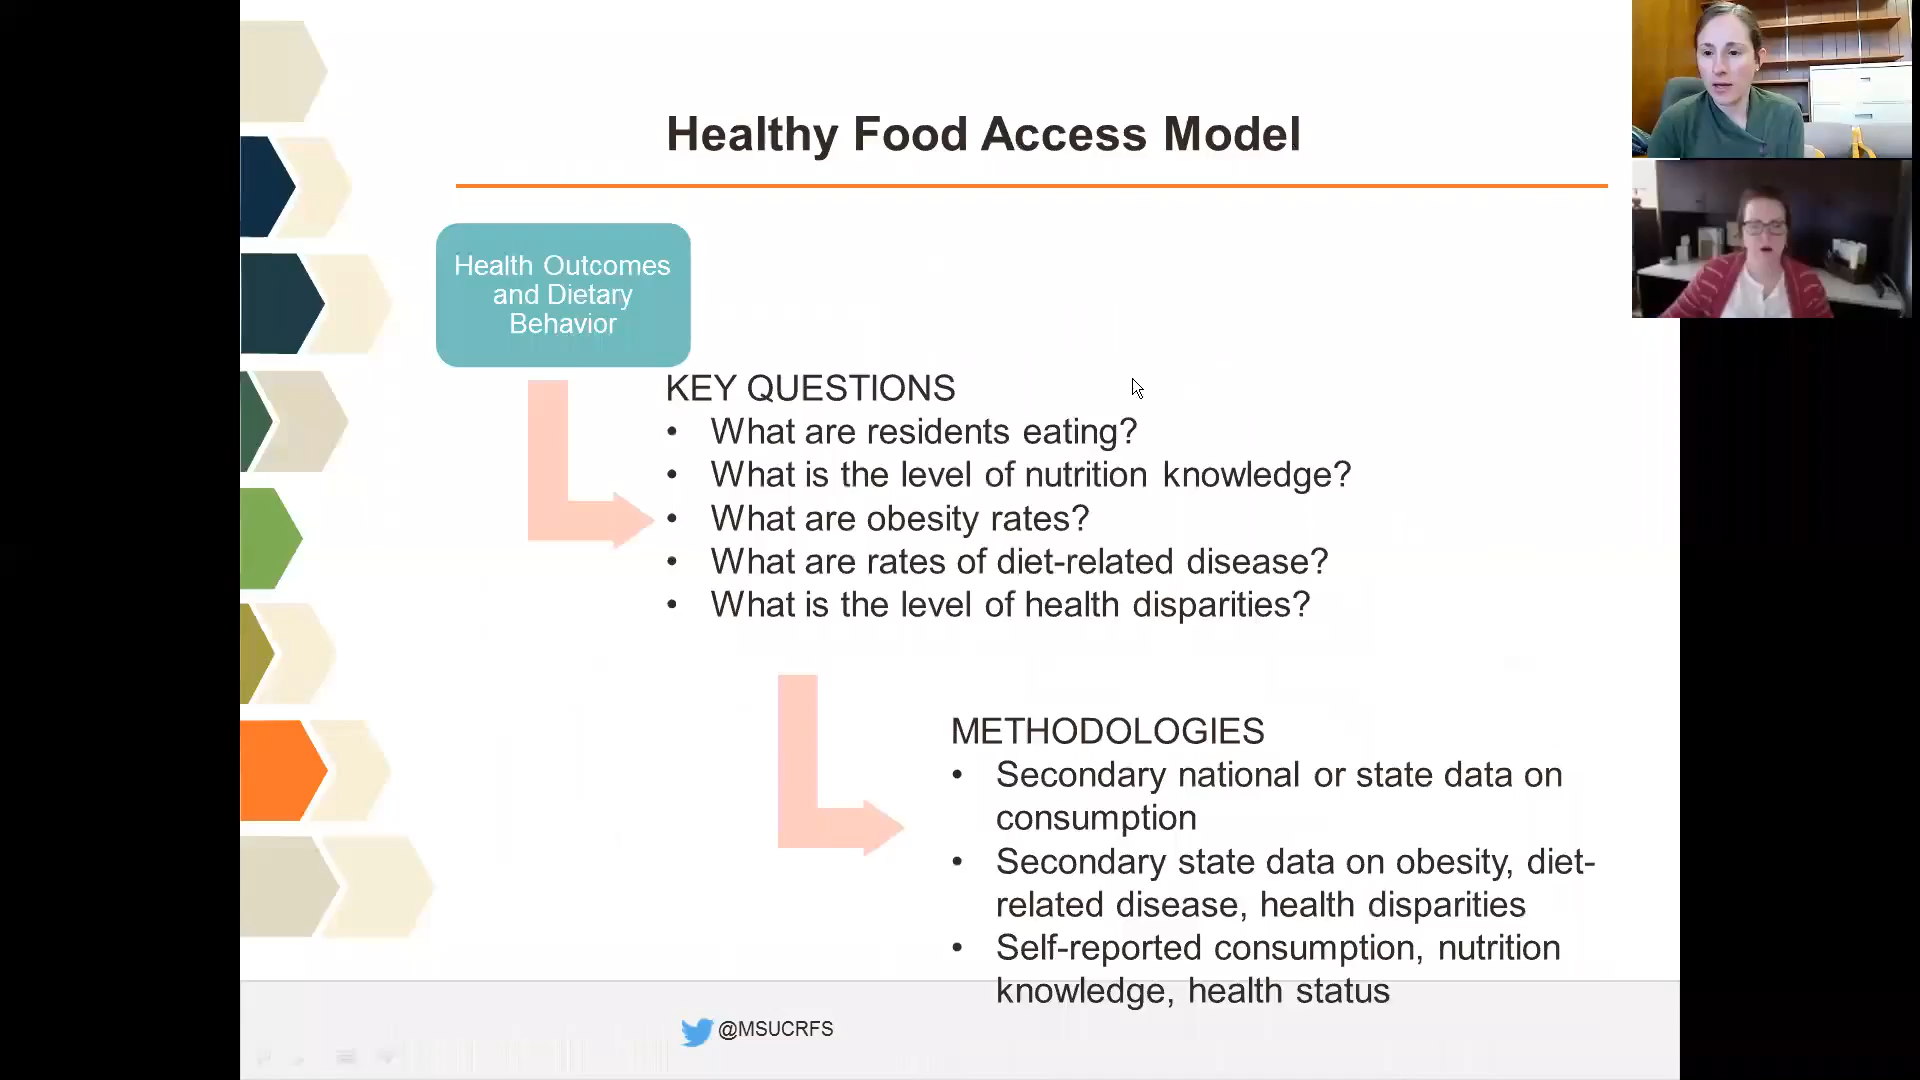 Healthy Food Access Model
Health Outcomes
and Dietary
Behavior
KEY QUESTIONS
• What are residents eating?
• What is the level of nutrition knowledge?
• What are obesity rates?
• What are rates of diet-related disease?
• What is the level of health disparities?
METHODOLOGIES
• Secondary national or state data on
consumption
• Secondary state data on obesity, diet-
related disease, health disparities
• Self-reported consumption, nutrition
knowledge, health status
@MSUCRFS